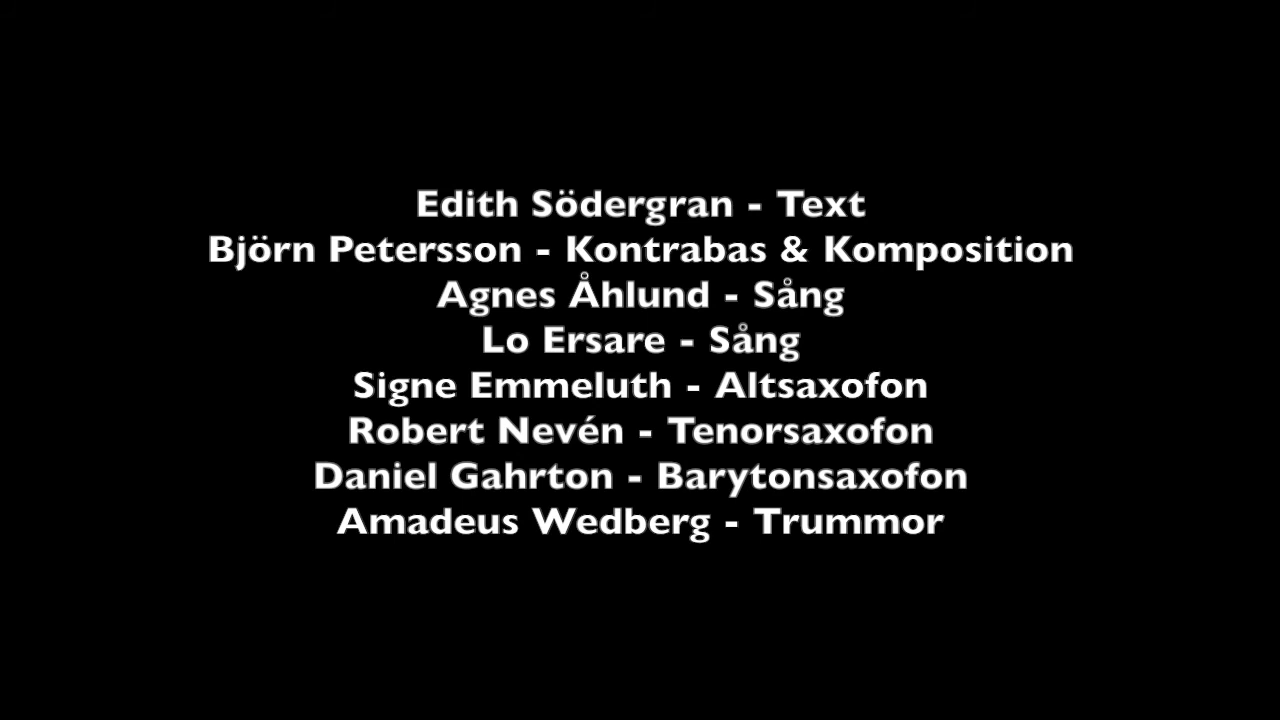 Edith Södergran - Text
Björn Petersson - Kontrabas & Komposition
Agnes Åhlund - Sång
Lo Ersare - Sång
Signe Emmeluth - Altsaxofon
Robert Nevén - Tenorsaxofon
Daniel Gahrton - Barytonsaxofon
Amadeus Wedberg - Trummor